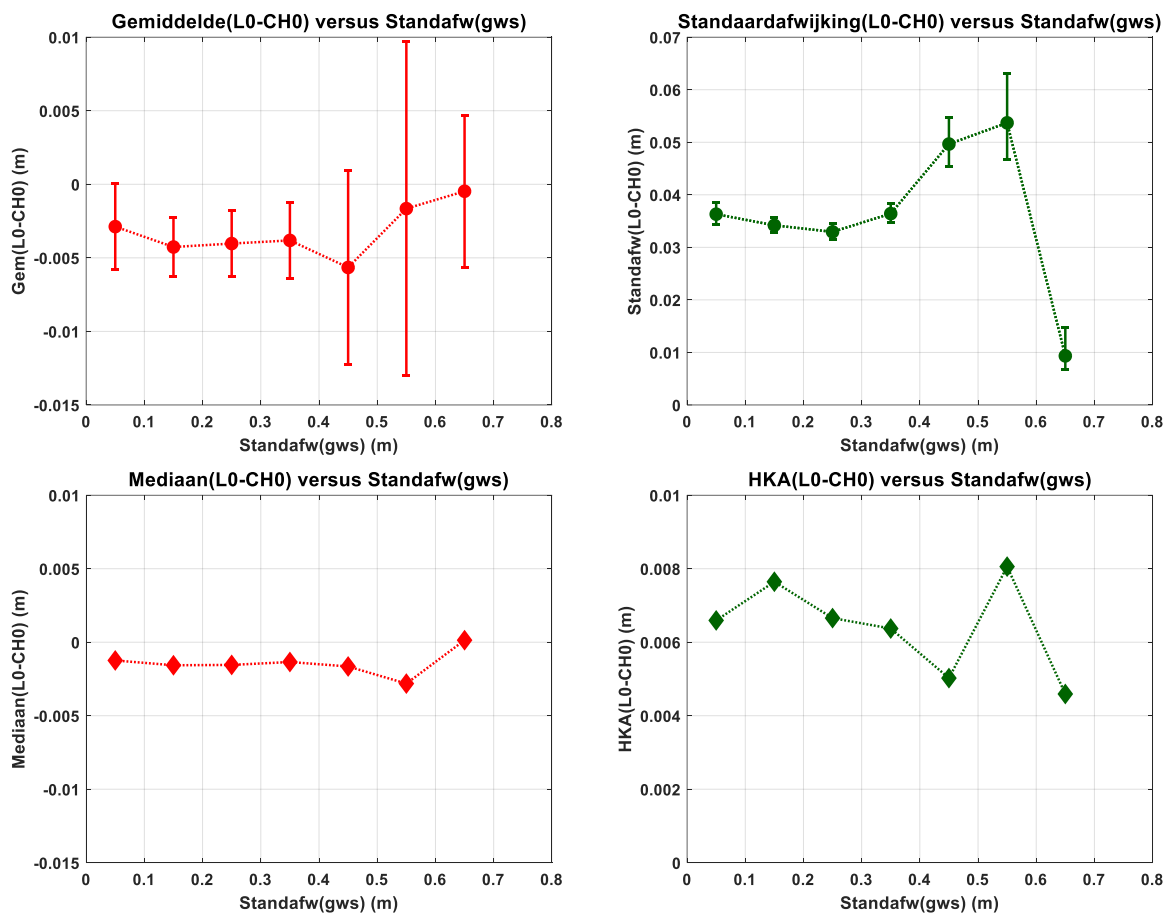 Gemiddelde(L0-CH0) versus Standafw(gws)
0.01
0.005
0
-0.005
-0.01
-0.015
Gem(L0-CH0) (m)
0 0.1 0.2 0.3 0.4 0.5 0.6 0.7 0.8
Standafw(gws) (m)
Standaardafwijking(L0-CH0) versus Standafw(gws)
0.07
0.06
0.05
0.04
0.03
0.02
0.01
0
Standafw(L0-CH0) (m)
0 0.1 0.2 0.3 0.4 0.5 0.6 0.7 0.8
Standafw(gws) (m)
Mediaan(L0-CH0) versus Standafw(gws)
0.01
0.005
0
-0.005
-0.01
-0.015
Mediaan(L0-CH0) (m)
0 0.1 0.2 0.3 0.4 0.5 0.6 0.7 0.8
Standafw(gws) (m)
HKA(L0-CH0) versus Standafw(gws)
0.01
0.008
0.006
0.004
0.002
0
HKA(L0-CH0) (m)
0 0.1 0.2 0.3 0.4 0.5 0.6 0.7 0.8
Standafw(gws) (m)